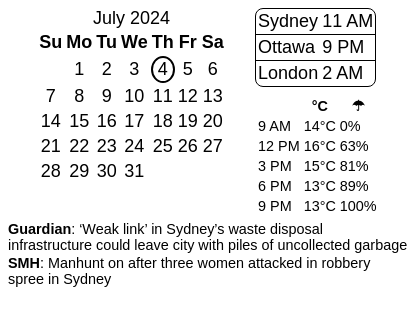 July 2024
Su Mo Tu We Th Fr Sa
1 2 3 4 5 6
7 8 9 10 11 12 13
14 15 16 17 18 19 20
21 22 23 24 25 26 27
28 29 30 31
Sydney 11 AM
Ottawa 9 PM
London 2 AM
°C ☂
9 AM 14°C 0%
12 PM 16°C 63%
3 PM 15°C 81%
6 PM 13°C 89%
9 PM 13°C 100%
Guardian: ‘Weak link’ in Sydney’s waste disposal
infrastructure could leave city with piles of uncollected garbage
SMH: Manhunt on after three women attacked in robbery
spree in Sydney